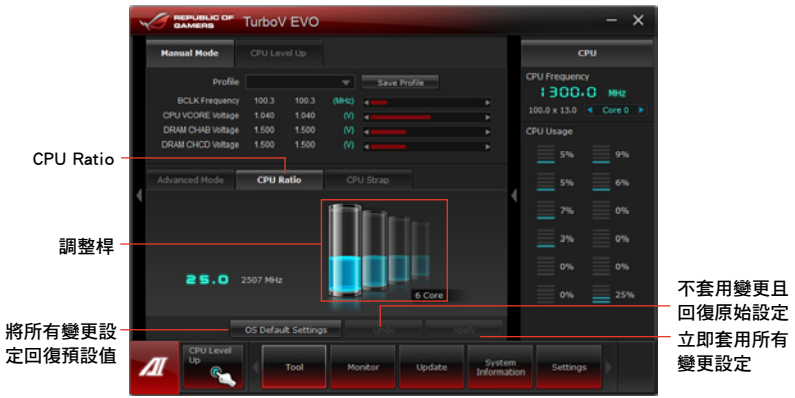 REPUBLIC OF
GAMERS
TurboV EVO
Manual Mode
CPU Level Up
CPU
Profile
Save Profile
BCLK Frequency 100.3 100.3 (MHz)
CPU VCORE Voltage 1.040 1.040 (V)
DRAM CHAB Voltage 1.500 1.500 (V)
DRAM CHCD Voltage 1.500 1.500 (V)
CPU Frequency
1300.0 MHz
100.0 x 13.0 Core 0
CPU Usage
5% 9%
5% 6%
7% 0%
3% 0%
0% 0%
0% 25%
CPU Ratio
Advanced Mode
CPU Ratio
CPU Strap
調整桿
25.0 2507 MHz
6 Core
不套用變更且
回復原始設定
將所有變更設
定回復預設值
OS Default Settings
Undo
Apply
立即套用所有
變更設定
AI
CPU Level
Up
Tool
Monitor
Update
System
Information
Settings